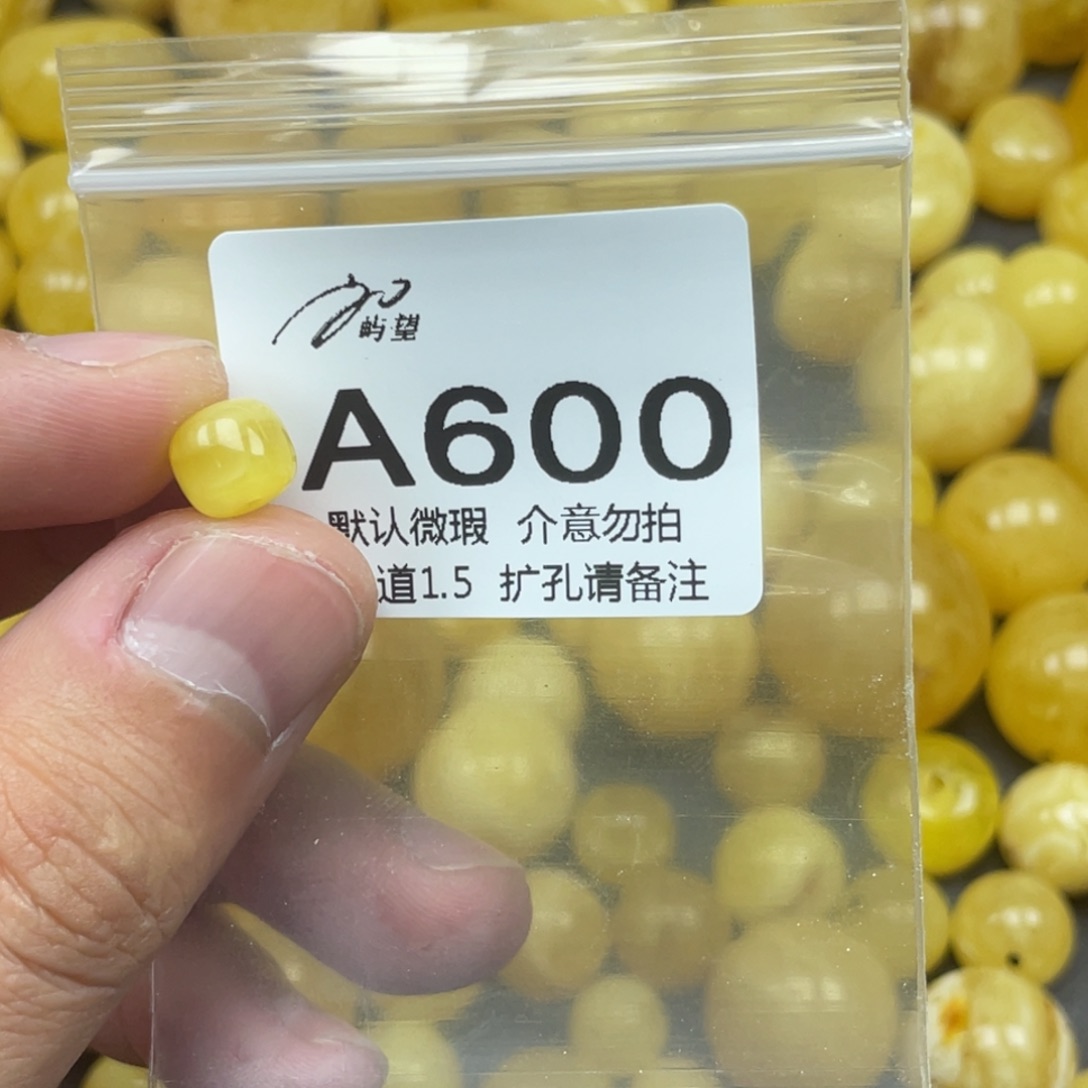 屿望
A600
默认微瑕 介意勿拍
道1.5 扩孔请备注